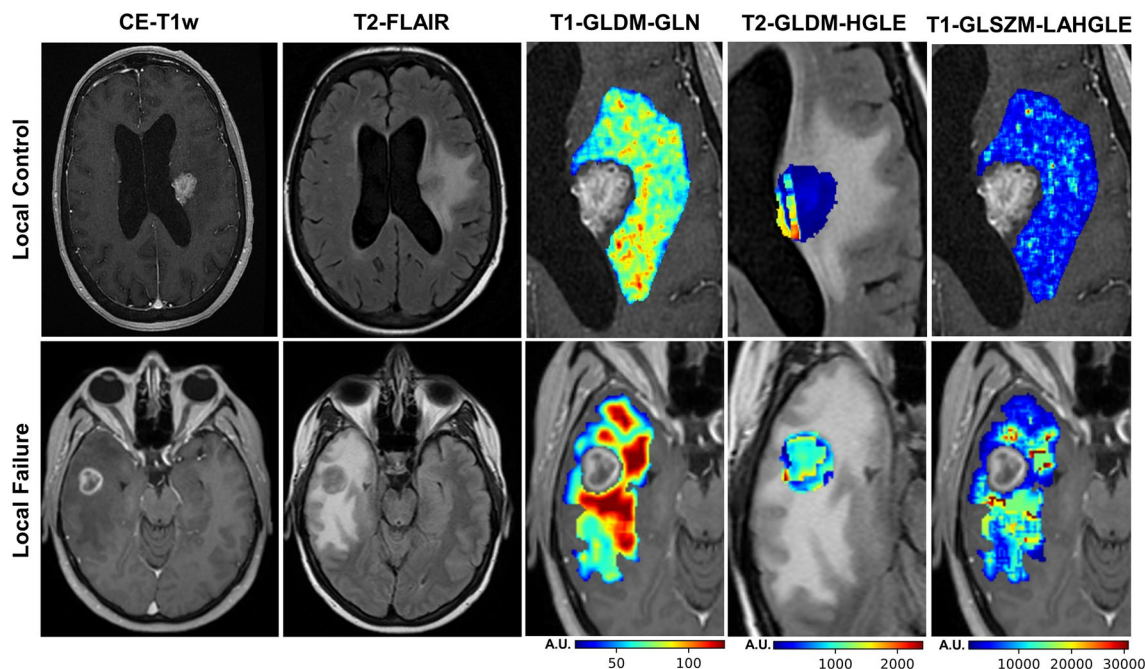 CE-T1w T2-FLAIR T1-GLDM-GLN T2-GLDM-HGLE T1-GLSZM-LAHGLE
Local Control
Local Failure
A.U. 50 100 A.U. 1000 2000 A.U. 10000 20000 30000